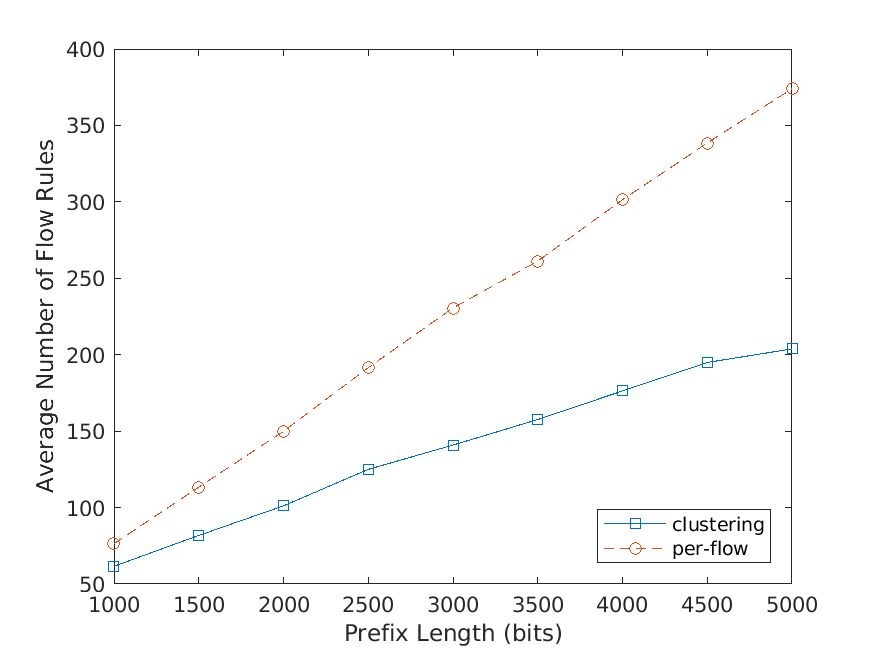 400
350
300
250
200
150
100
50
Average Number of Flow Rules
clustering
per-flow
1000 1500 2000 2500 3000 3500 4000 4500 5000
Prefix Length (bits)